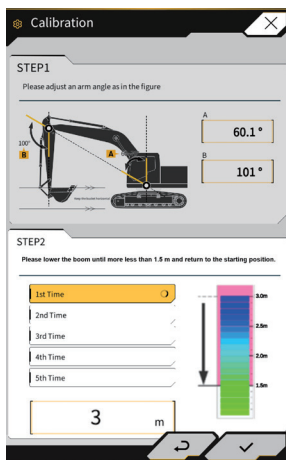 Calibration
STEP1
Please adjust an arm angle as in the figure
A
60.1 °
B
101 °
100°
B
A
STEP2
Please lower the boom until more less than 1.5 m and return to the starting position.
1st Time
2nd Time
3rd Time
4th Time
5th Time
3.0m
2.5m
2.0m
1.5m
3 m